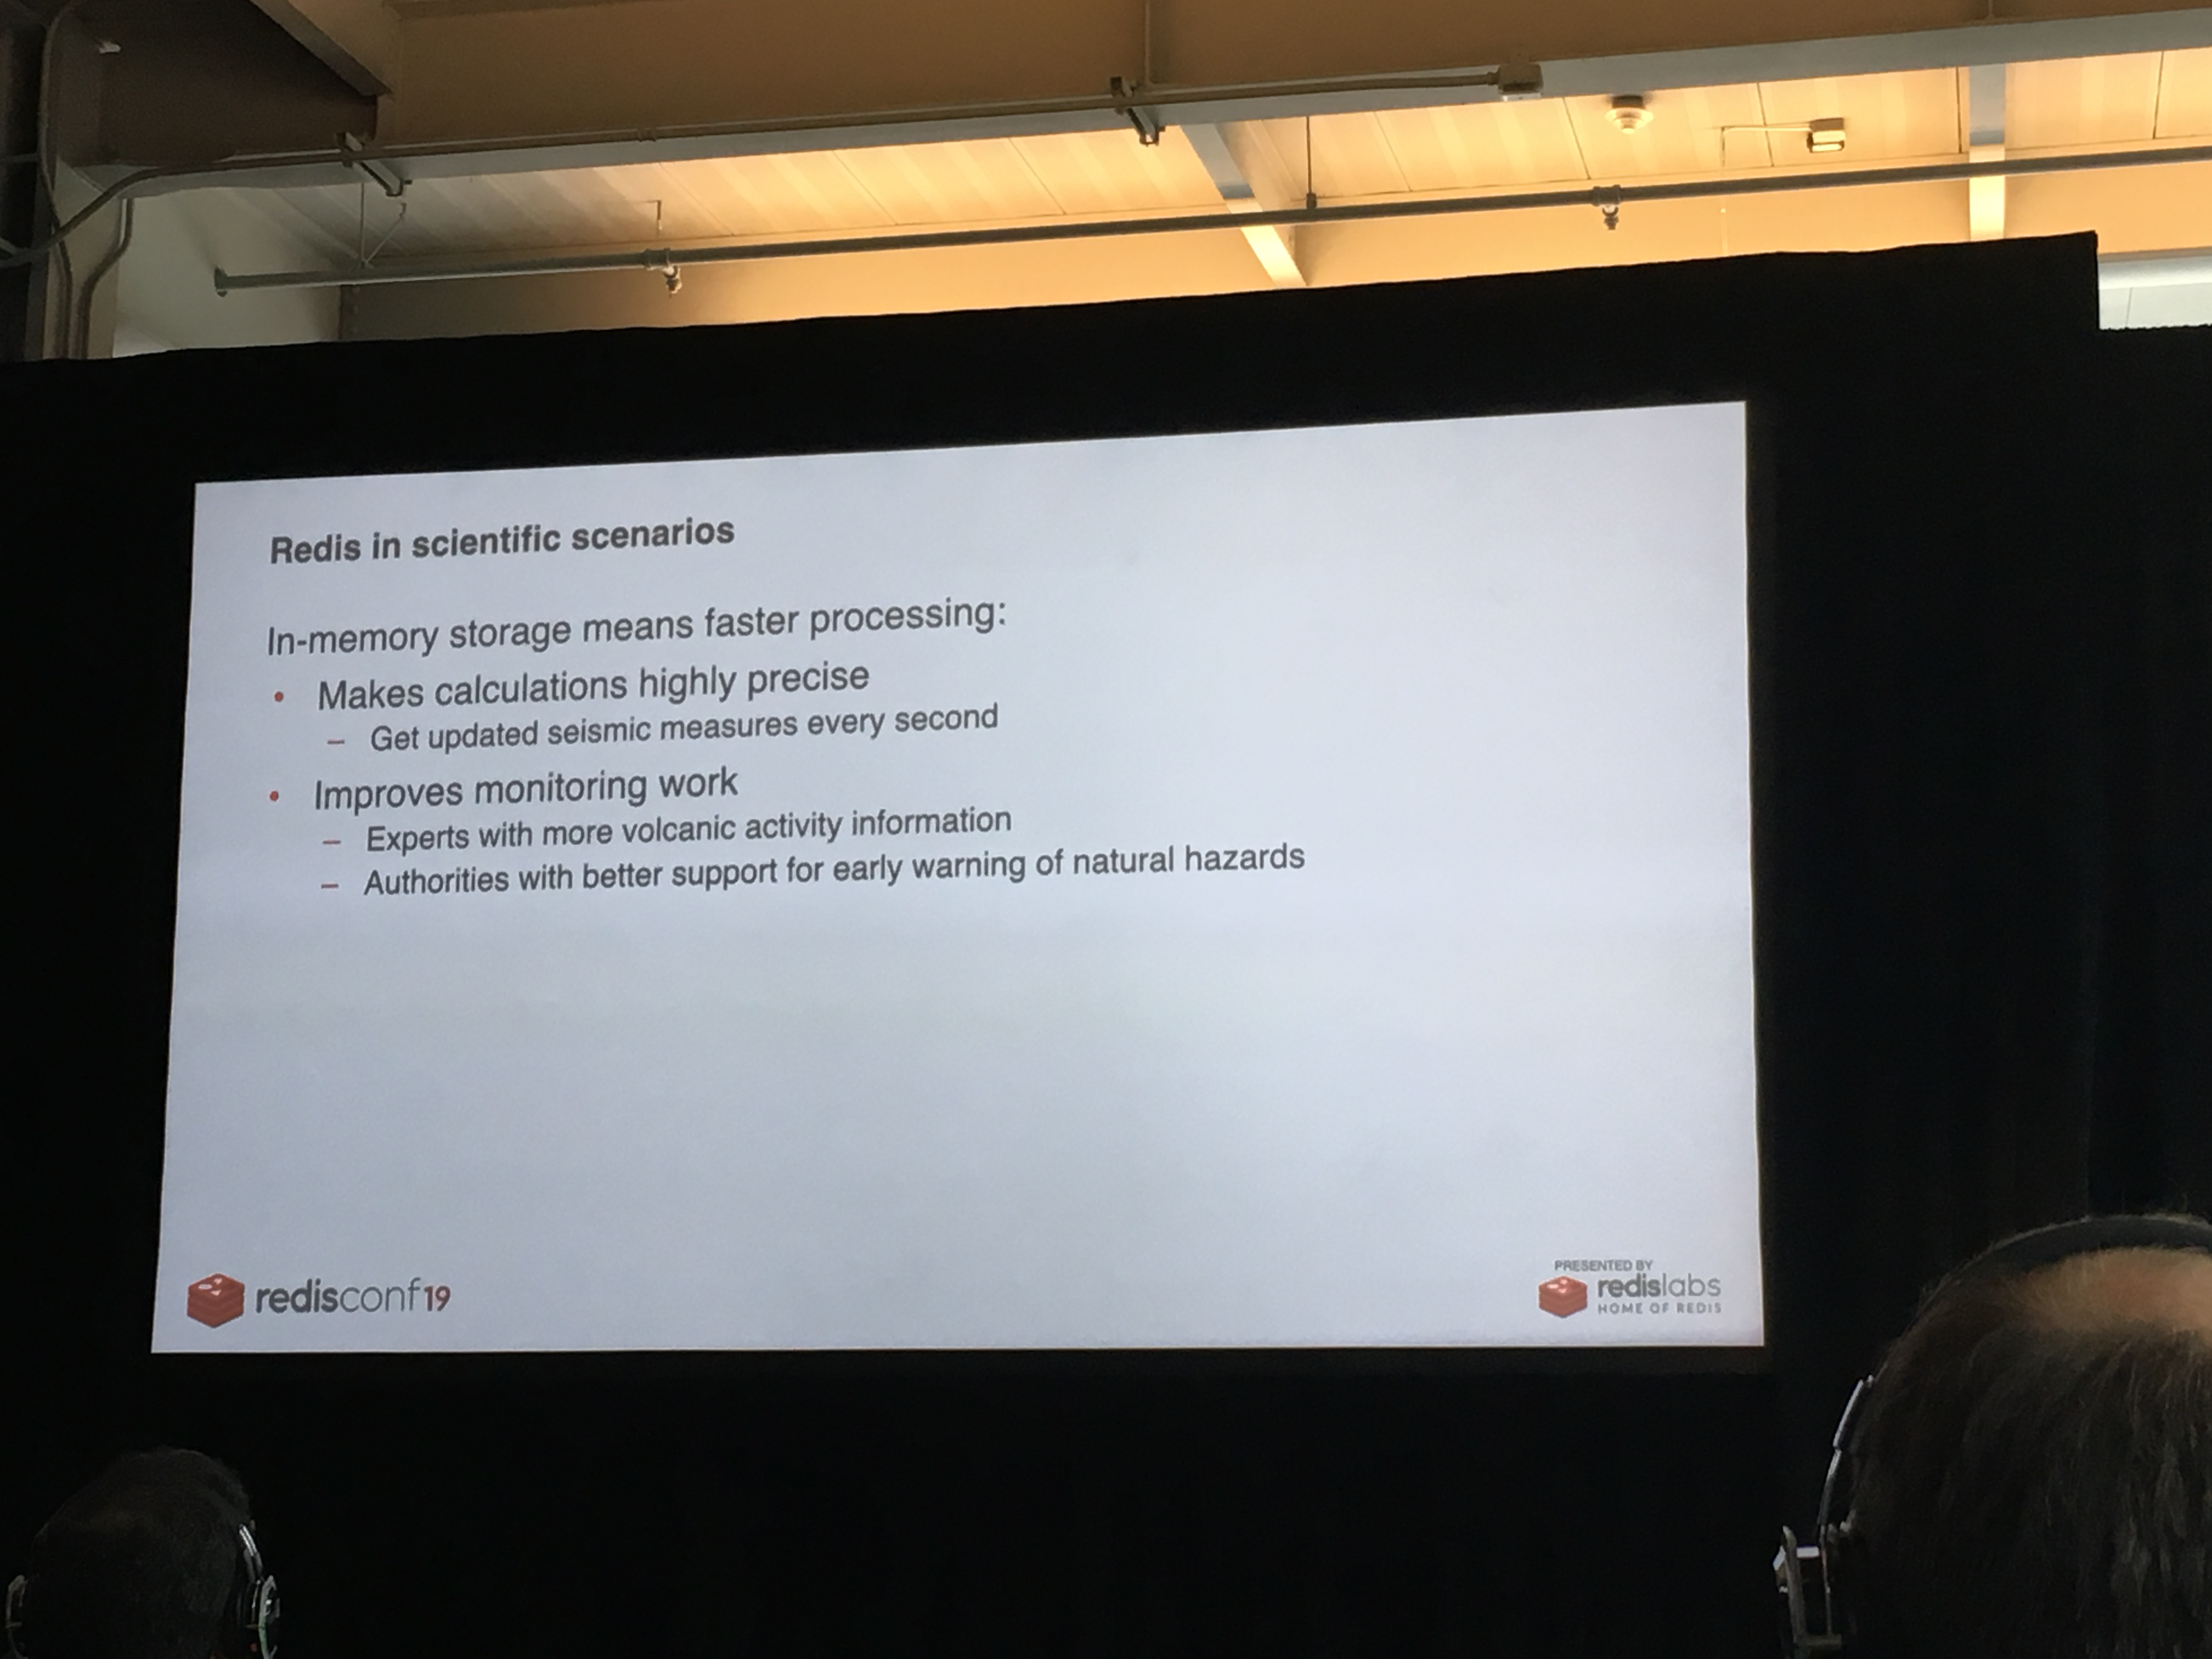 Redis in scientific scenarios
In-memory storage means faster processing:
• Makes calculations highly precise
– Get updated seismic measures every second
• Improves monitoring work
– Experts with more volcanic activity information
– Authorities with better support for early warning of natural hazards
redisconf19
PRESENTED BY
redislabs
HOME OF REDIS